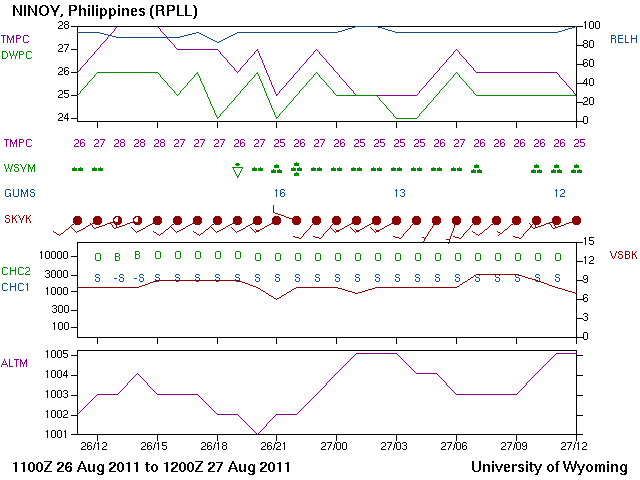 NINOY, Philippines (RPLL)
28 100
TMPC RELH
27 80
DWPC
26 60
40
25
20
24 0
TMPC 26 27 28 28 28 27 27 27 26 27 25 26 27 26 25 25 25 25 26 27 26 26 26 26 26 25
WSYM
GUMS 16 13 12
SKYK
15
10000 O B B O O O O O O O O O O O O O O O O O O O O O VSBK
12
CHC2 3000 S -S -S S S S S S S S S S S S S S S S S S S S S S
9
CHC1 1000
6
300
3
100
0
1005
ALTM 1004
1003
1002
1001
26/12 26/15 26/18 26/21 27/00 27/03 27/06 27/09 27/12
1100Z 26 Aug 2011 to 1200Z 27 Aug 2011 University of Wyoming